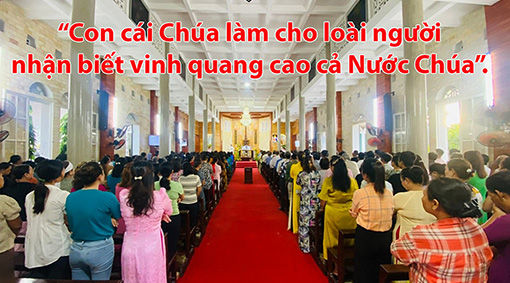 “Con cái Chúa làm cho loài người
nhận biết vinh quang cao cả Nước Chúa”.